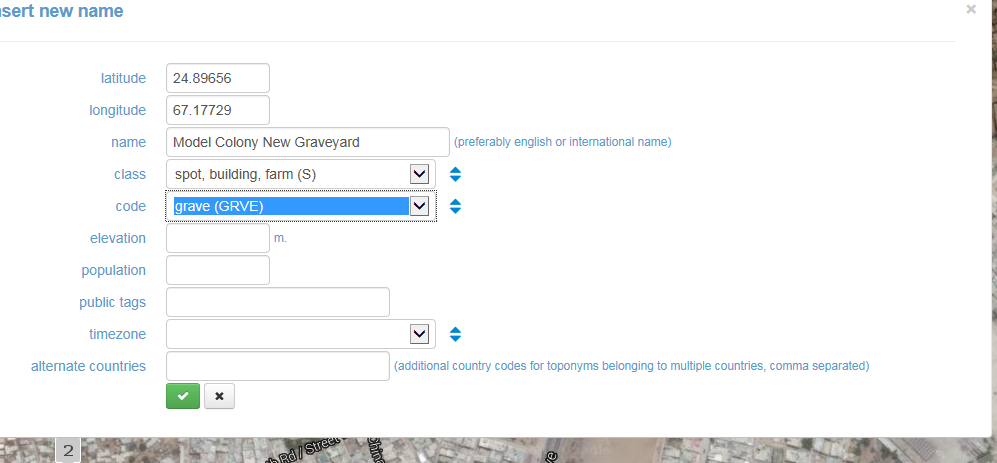 sert new name
latitude 24.89656
longitude 67.17729
name Model Colony New Graveyard (preferably english or international name)
class spot, building, farm (S)
code grave (GRVE)
elevation m.
population
public tags
timezone
alternate countries (additional country codes for toponyms belonging to multiple countries, comma separated)
2
Rd / Street